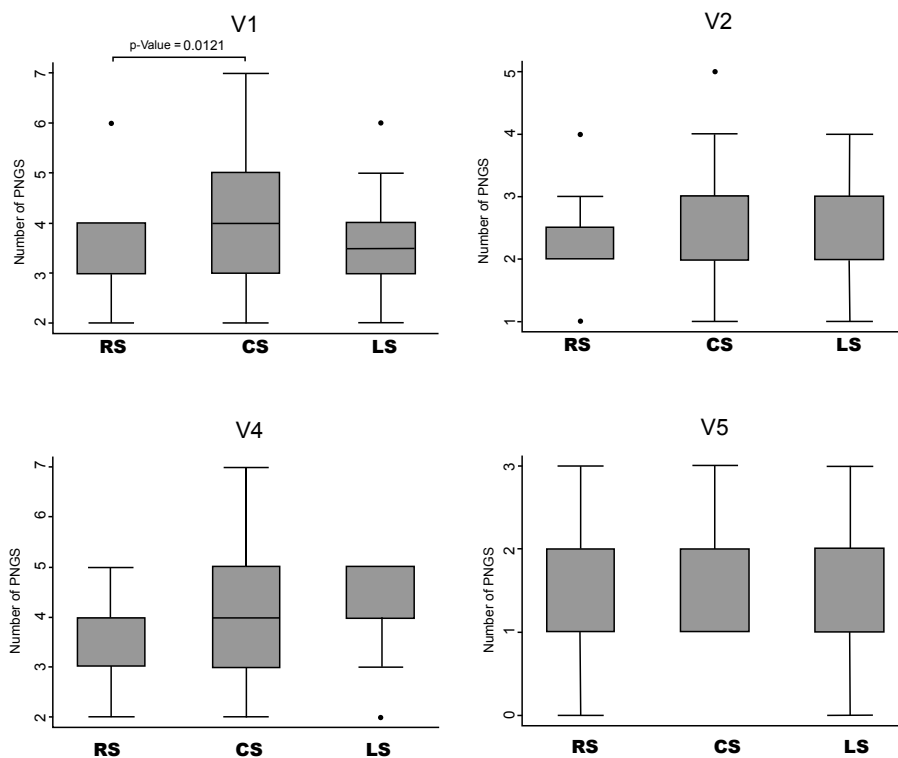 V1
p-Value = 0.0121
Number of PNGS
7
6
5
4
3
2
RS CS LS
V2
Number of PNGS
5
4
3
2
1
RS CS LS
V4
Number of PNGS
7
6
5
4
3
2
RS CS LS
V5
Number of PNGS
3
2
1
0
RS CS LS